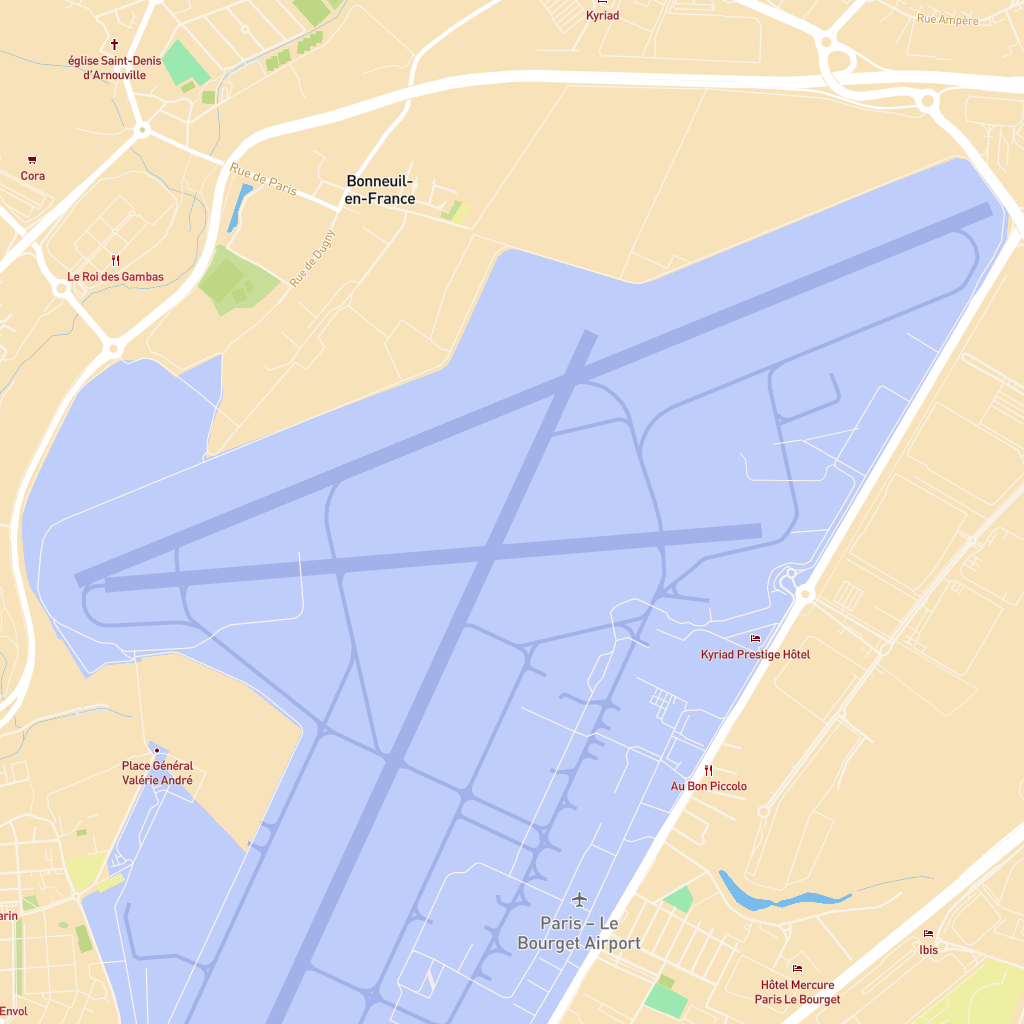 Kyriad
Rue Ampère
église Saint-Denis
d'Arnouville
Cora
Rue de Paris
Bonneuil-
en-France
Rue de Dugny
Le Roi des Gambas
Kyriad Prestige Hôtel
Place Général
Valérie André
Au Bon Piccolo
arin
Paris – Le
Bourget Airport
Ibis
Hôtel Mercure
Paris Le Bourget
Envol